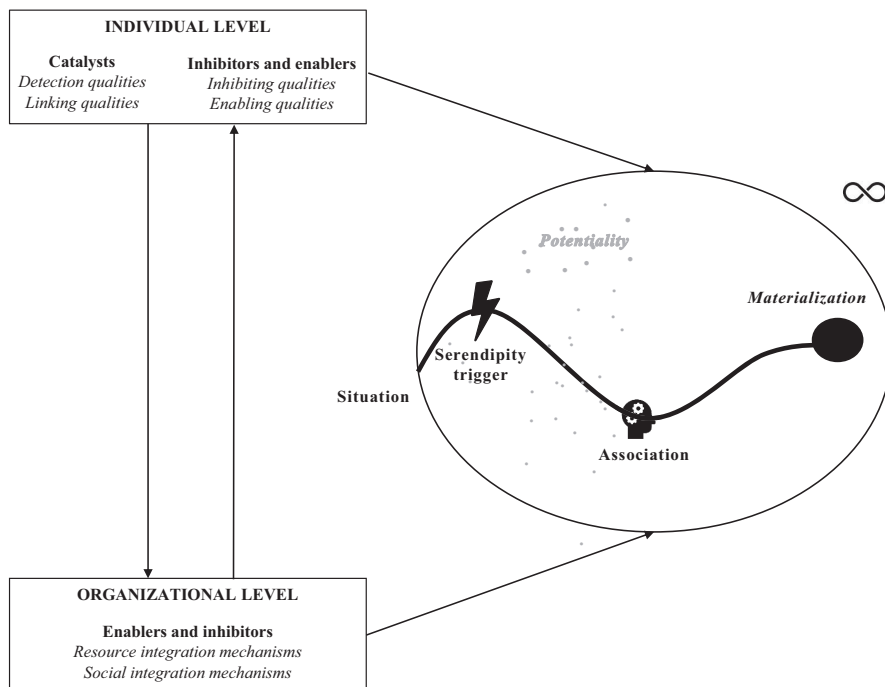 INDIVIDUAL LEVEL
Catalysts
Detection qualities
Linking qualities
Inhibitors and enablers
Inhibiting qualities
Enabling qualities
∞
Potentiality
Materialization
Serendipity
trigger
Situation
Association
ORGANIZATIONAL LEVEL
Enablers and inhibitors
Resource integration mechanisms
Social integration mechanisms